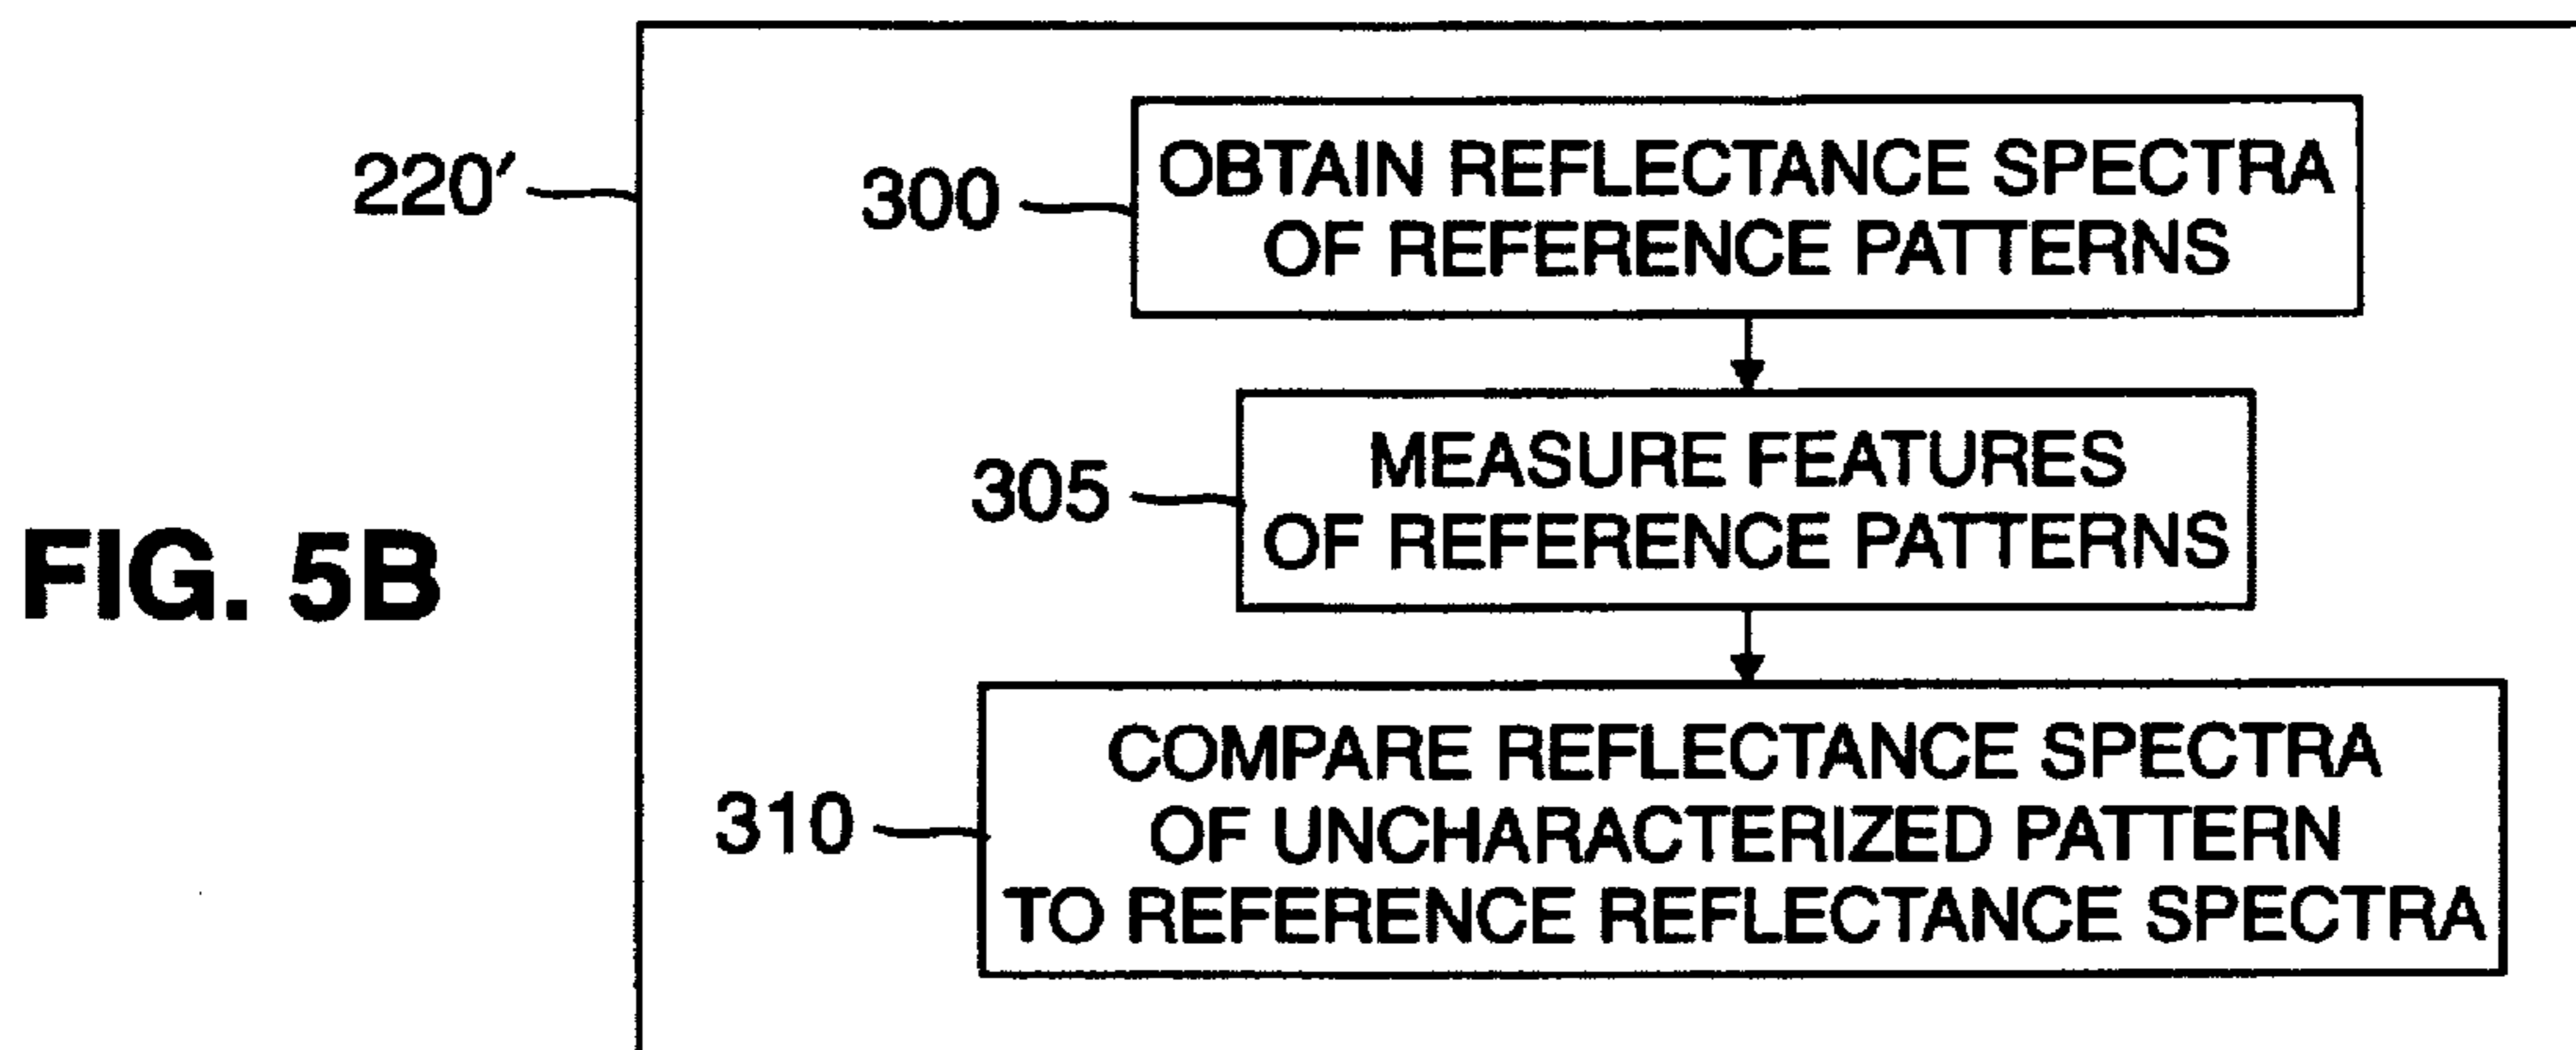 220′
300
OBTAIN REFLECTANCE SPECTRA
OF REFERENCE PATTERNS
305
MEASURE FEATURES
OF REFERENCE PATTERNS
FIG. 5B
310
COMPARE REFLECTANCE SPECTRA
OF UNCHARACTERIZED PATTERN
TO REFERENCE REFLECTANCE SPECTRA